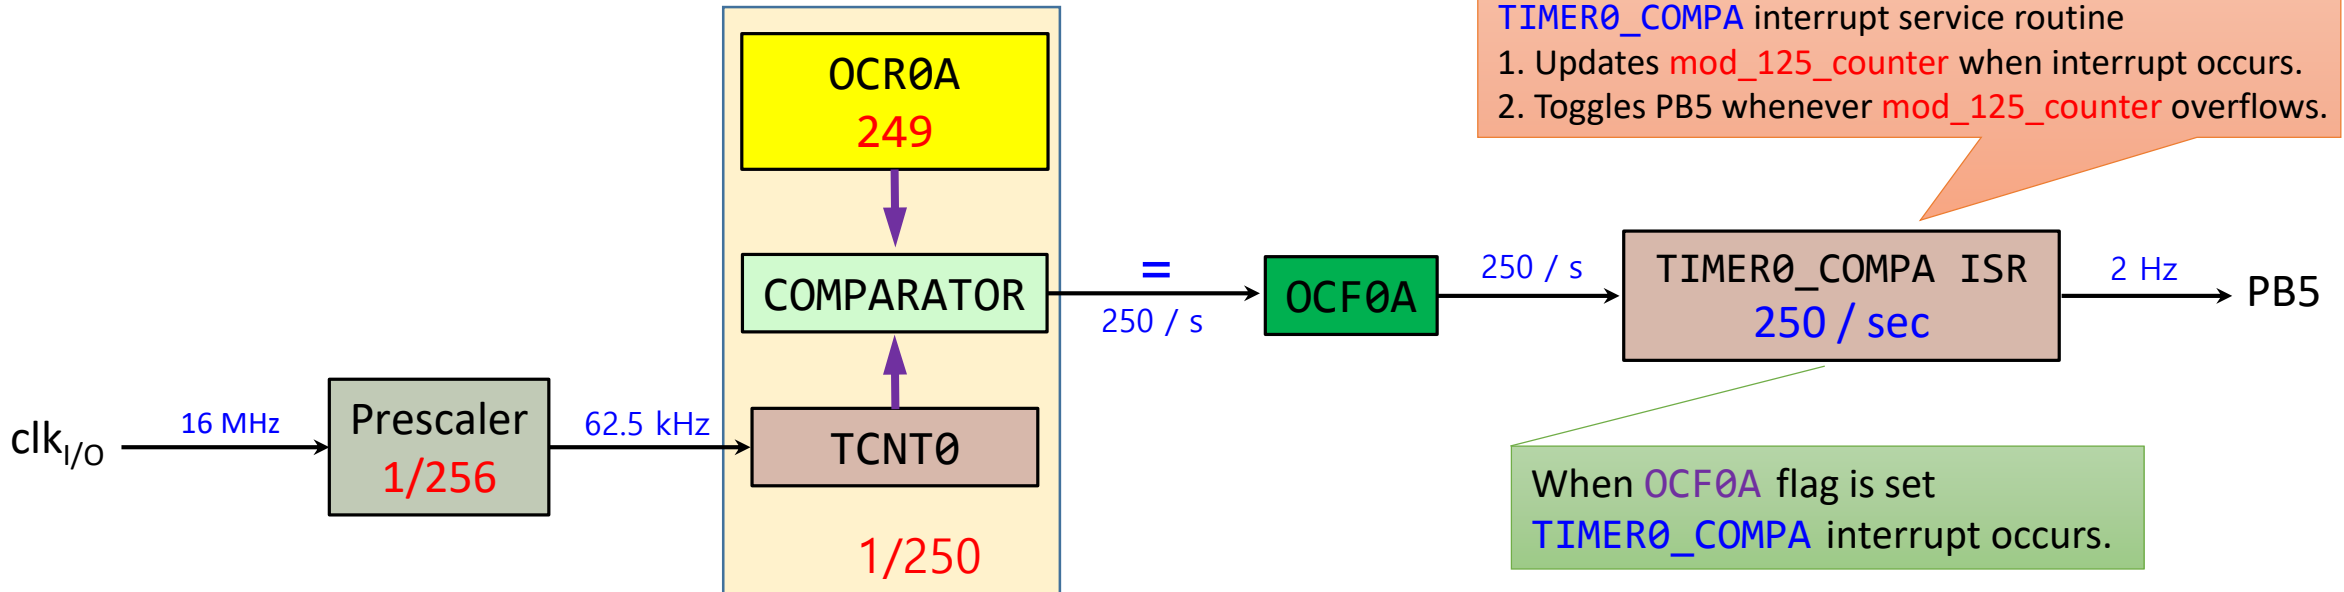 TIMER0_COMPA interrupt service routine
1. Updates mod_125_counter when interrupt occurs.
2. Toggles PB5 whenever mod_125_counter overflows.
OCR0A
249
COMPARATOR
=
250 / s
OCF0A
250 / s
TIMER0_COMPA ISR
250 / sec
2 Hz
PB5
clkI/O
16 MHz
Prescaler
1/256
62.5 kHz
TCNT0
1/250
When OCF0A flag is set
TIMER0_COMPA interrupt occurs.